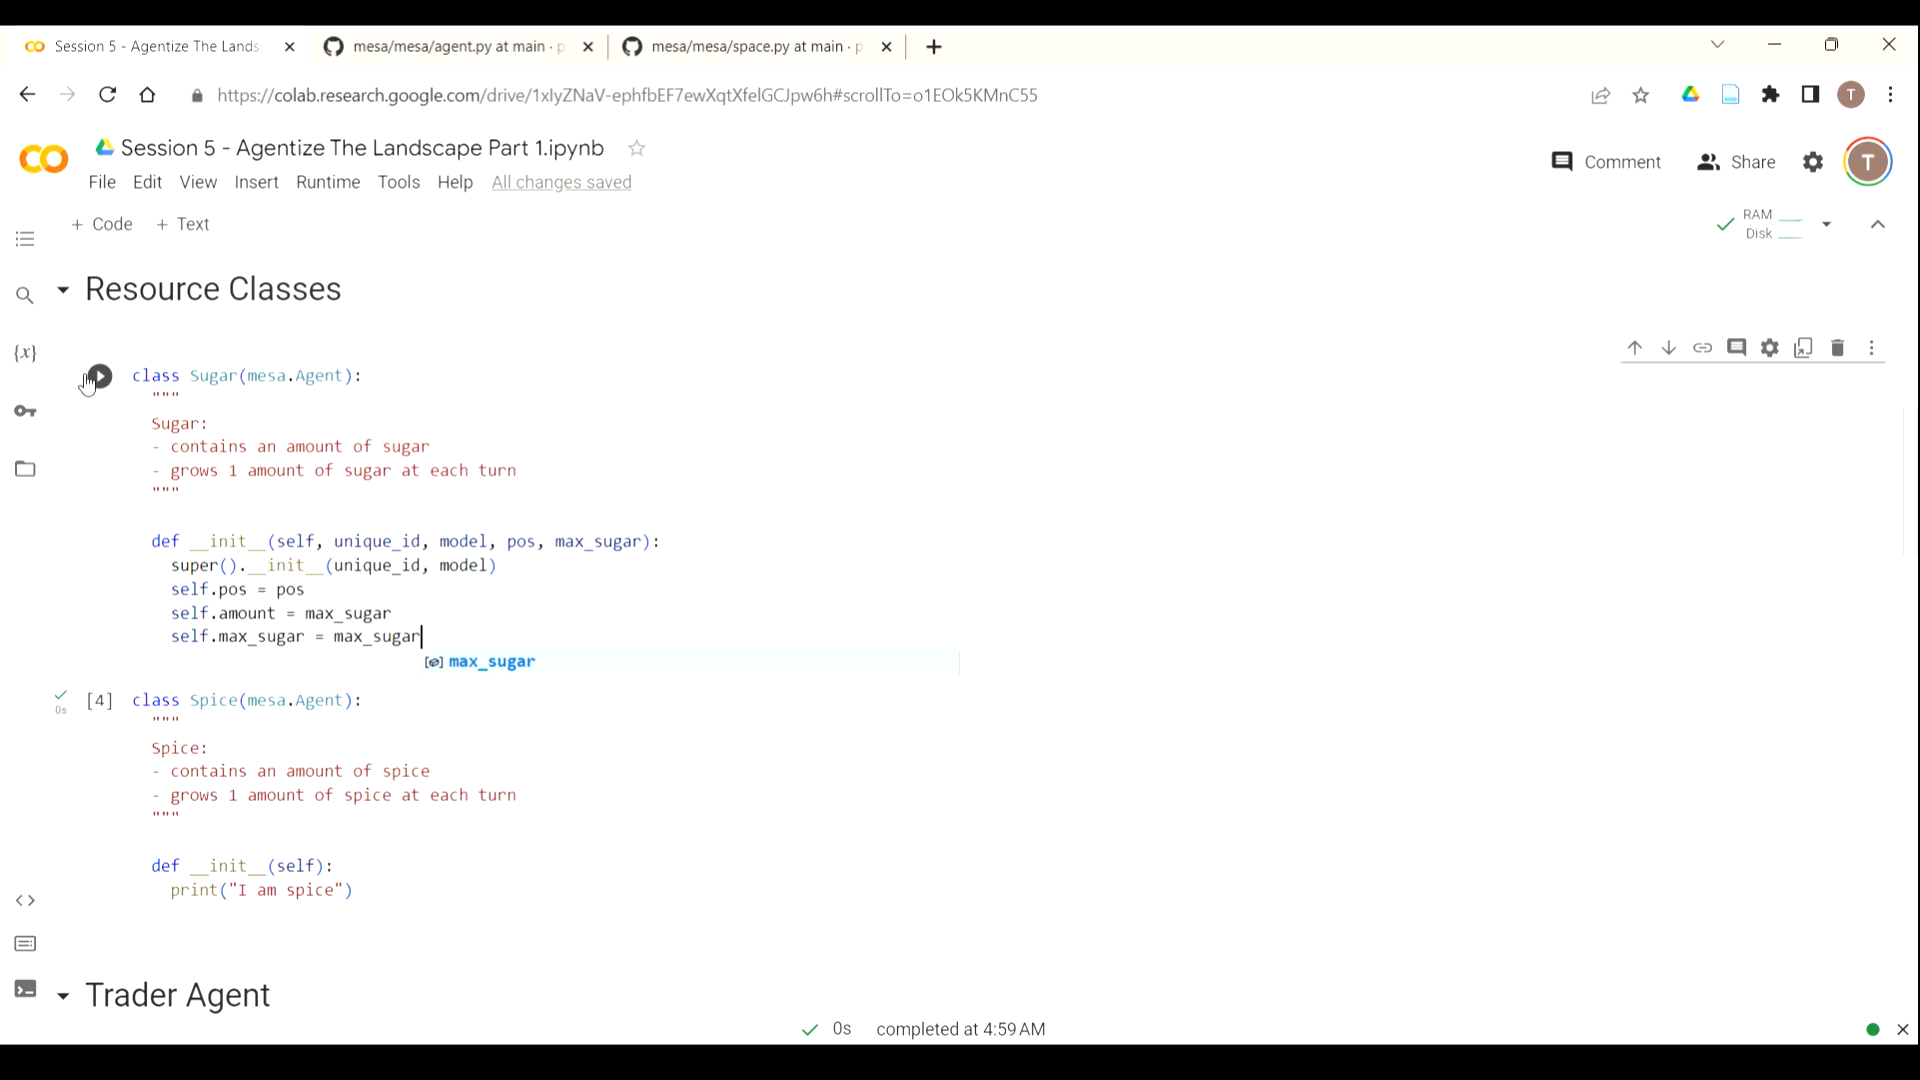 Session 5 - Agentize The Lands
mesa/mesa/agent.py at main · p
mesa/mesa/space.py at main · p
https://colab.research.google.com/drive/1xlyZNaV-ephfbEF7ewXqtXfelGCJpw6h#scrollTo=o1EOk5KMnC55
T
Session 5 - Agentize The Landscape Part 1.ipynb
Comment
Share
T
File Edit View Insert Runtime Tools Help All changes saved
+ Code + Text
RAM
Disk
Resource Classes
{x}
class Sugar(mesa.Agent):
"""
Sugar:
- contains an amount of sugar
- grows 1 amount of sugar at each turn
"""
def __init__(self, unique_id, model, pos, max_sugar):
super().__init__(unique_id, model)
self.pos = pos
self.amount = max_sugar
self.max_sugar = max_sugar
max_sugar
0s
[4] class Spice(mesa.Agent):
"""
Spice:
- contains an amount of spice
- grows 1 amount of spice at each turn
"""
def __init__(self):
print("I am spice")
Trader Agent
0s completed at 4:59 AM